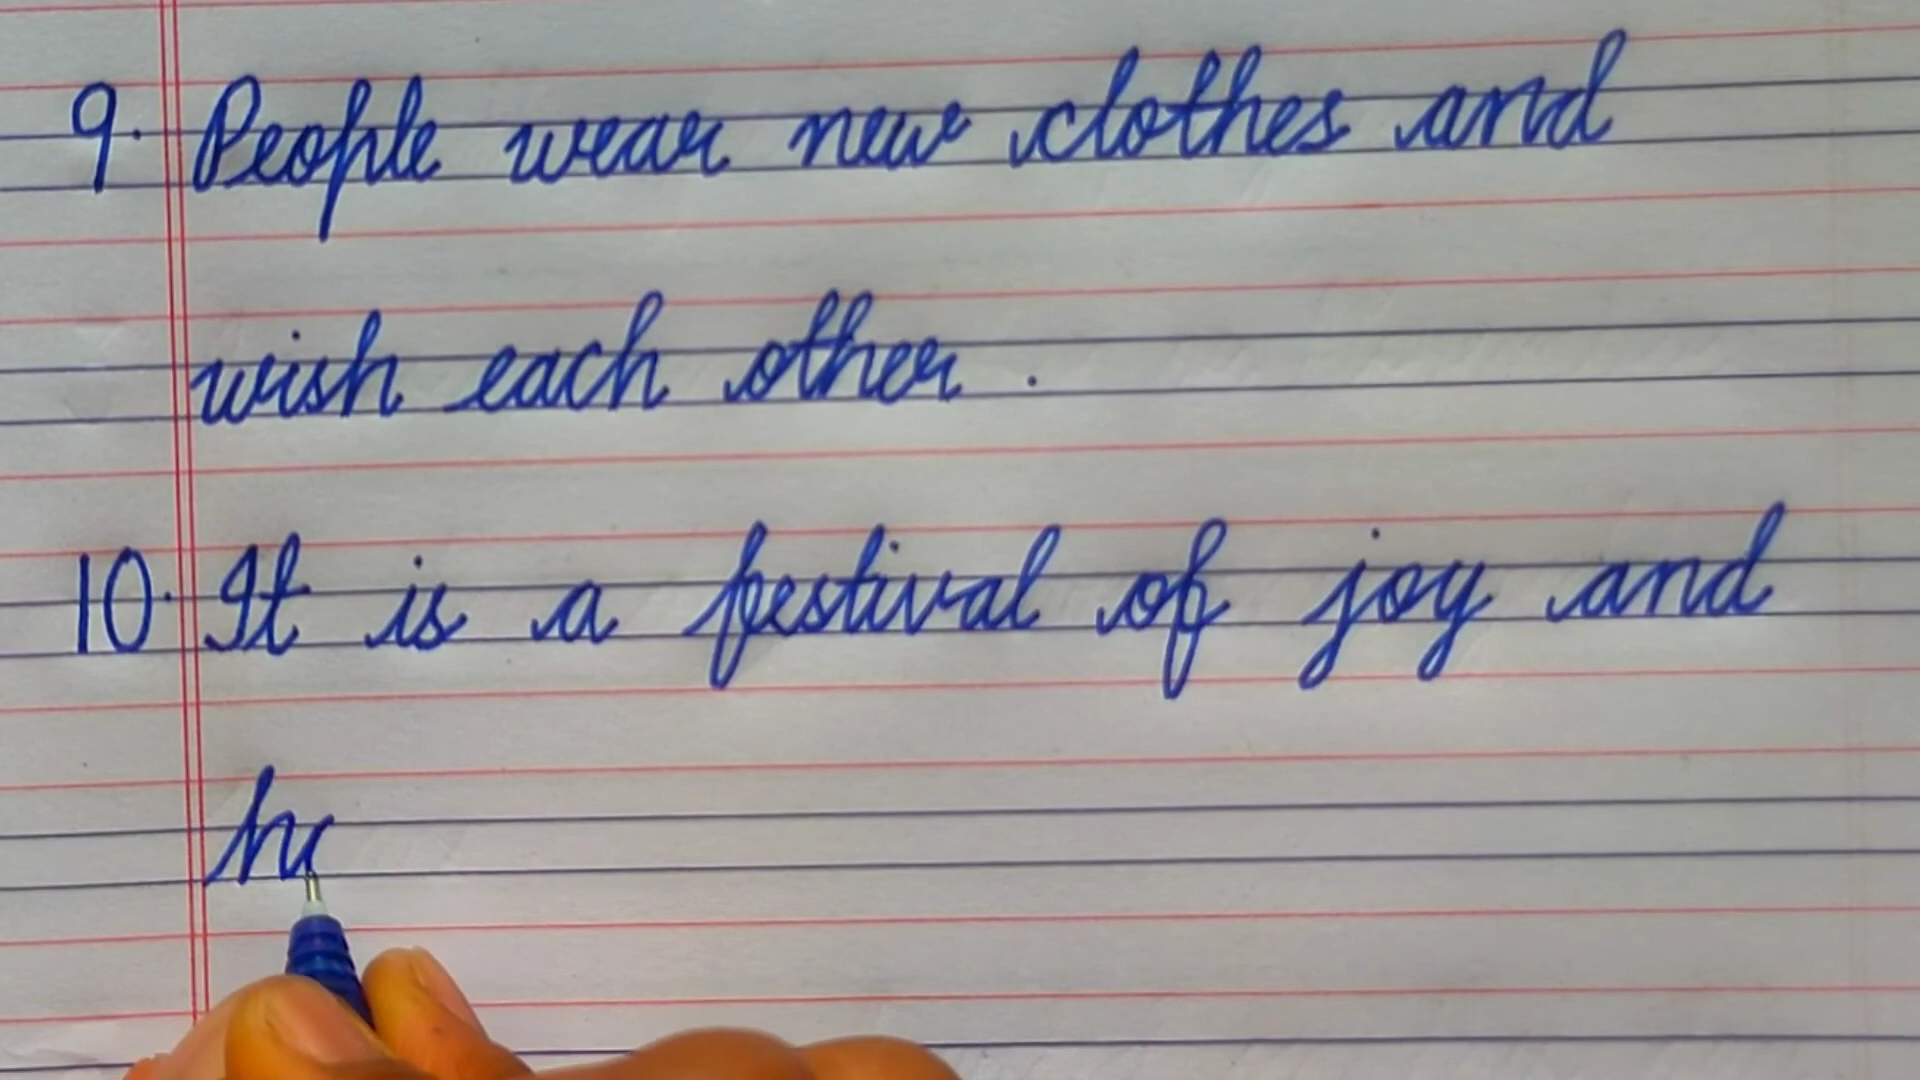 9. People wear new clothes and
wish each other.
10. It is a festival of joy and